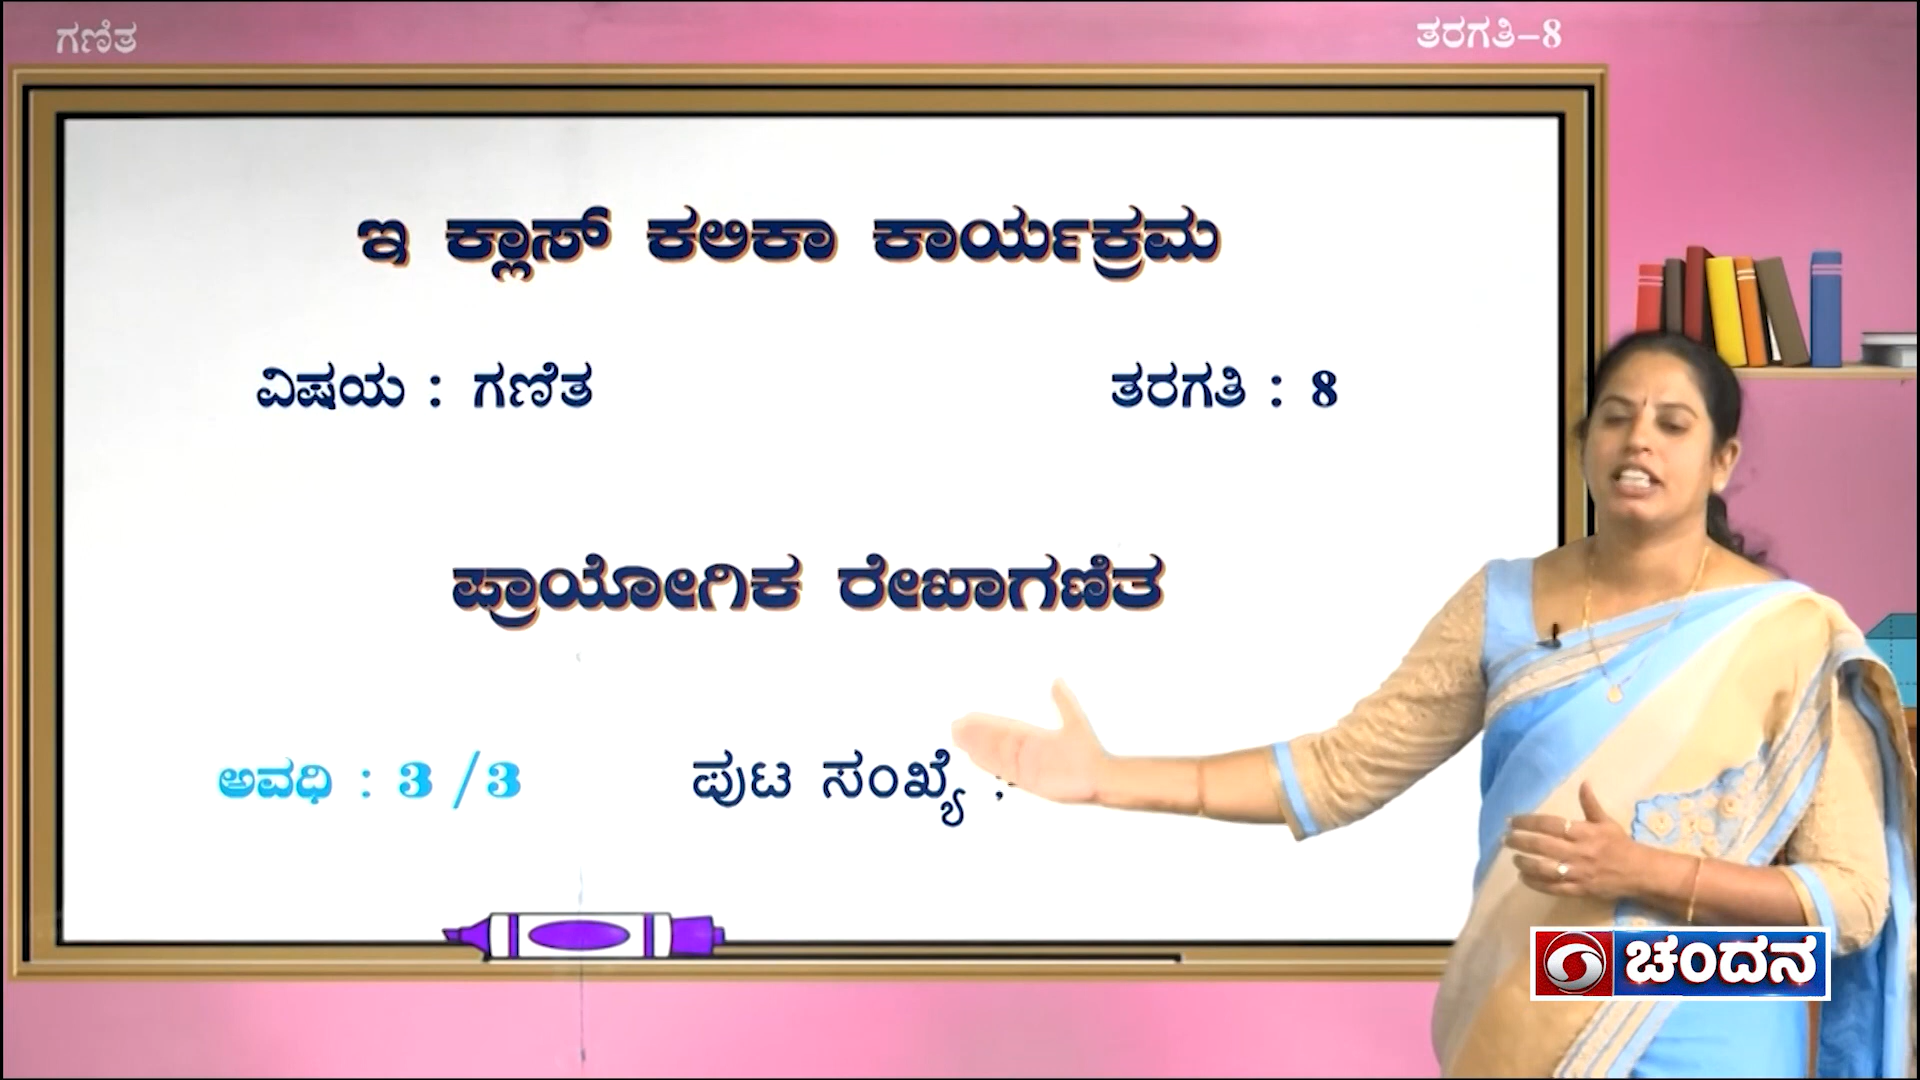 ಗಣಿತ ತರಗತಿ-8
ಇ ಕ್ಲಾಸ್ ಕಲಿಕಾ ಕಾರ್ಯಕ್ರಮ
ವಿಷಯ : ಗಣಿತ ತರಗತಿ : 8
ಪ್ರಾಯೋಗಿಕ ರೇಖಾಗಣಿತ
ಅವಧಿ : 3 /3 ಪುಟ ಸಂಖ್ಯೆ :
ಚಂದನ